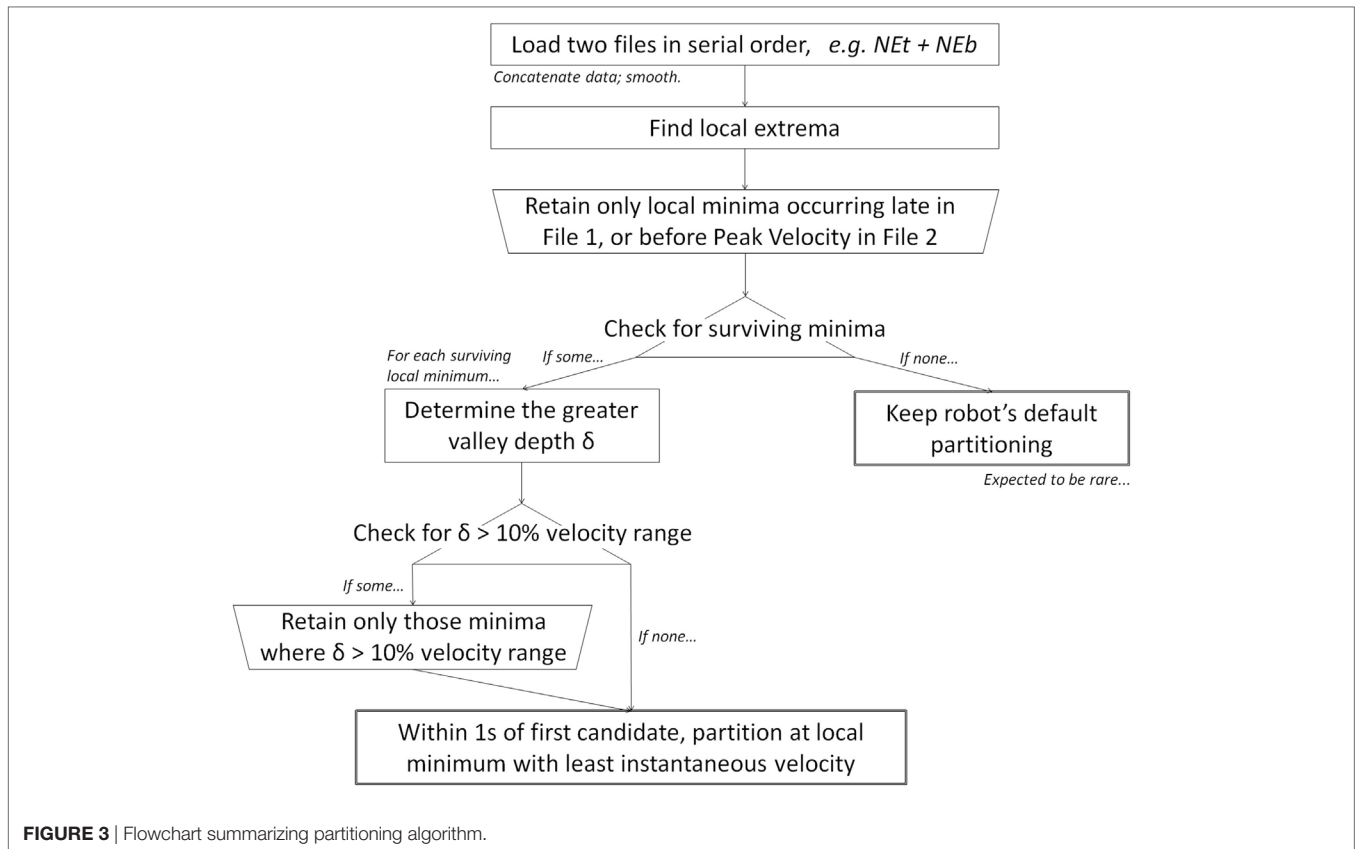 Load two files in serial order, e.g. NEt + NEb
Concatenate data; smooth.
Find local extrema
Retain only local minima occurring late in
File 1, or before Peak Velocity in File 2
Check for surviving minima
For each surviving
local minimum...
If some...
If none...
Determine the greater
valley depth δ
Keep robot's default
partitioning
Expected to be rare...
Check for δ > 10% velocity range
If some...
Retain only those minima
where δ > 10% velocity range
If none...
Within 1s of first candidate, partition at local
minimum with least instantaneous velocity
FIGURE 3 | Flowchart summarizing partitioning algorithm.